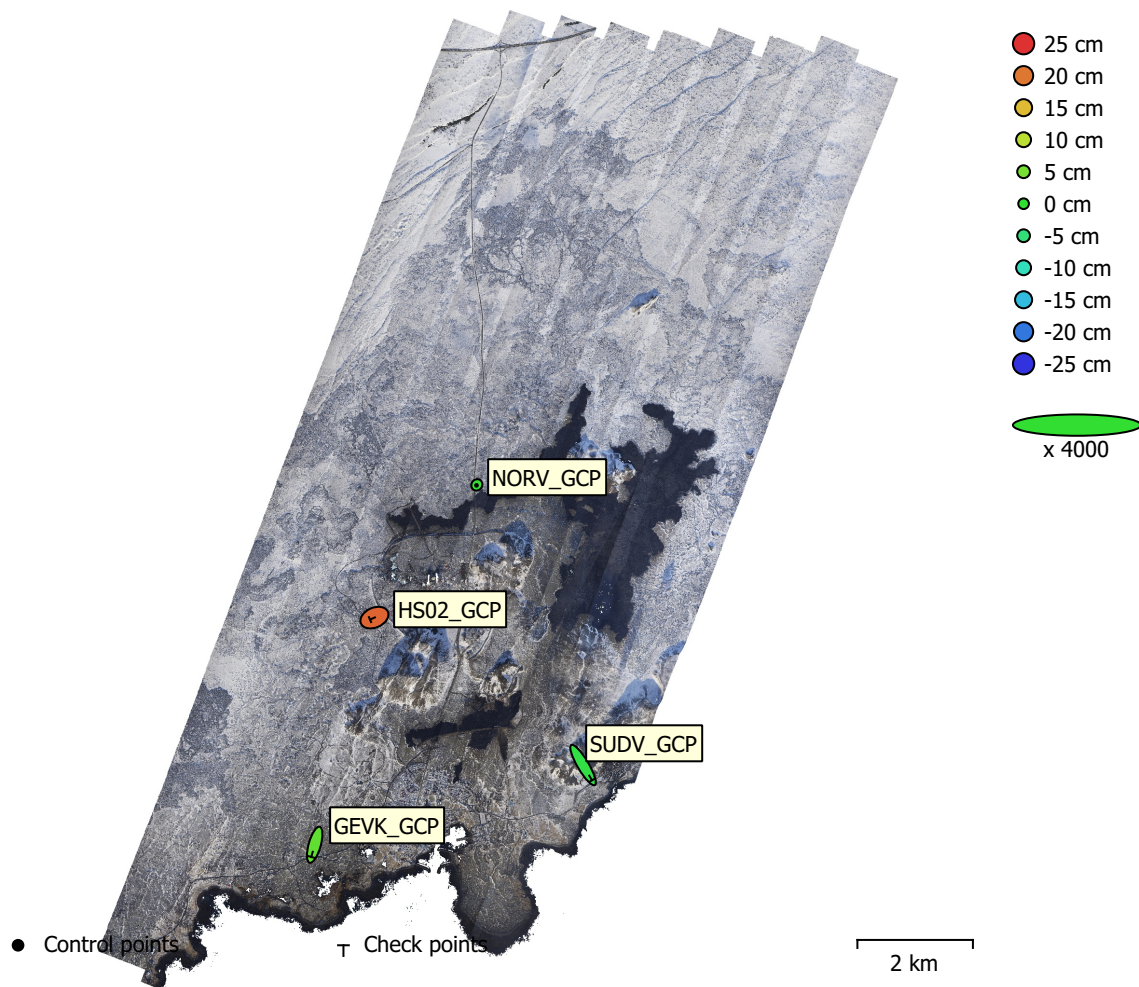 25 cm
20 cm
15 cm
10 cm
5 cm
0 cm
-5 cm
-10 cm
-15 cm
-20 cm
-25 cm
x 4000
NORV_GCP
HS02_GCP
SUDV_GCP
GEVK_GCP
Control points
Check points
2 km